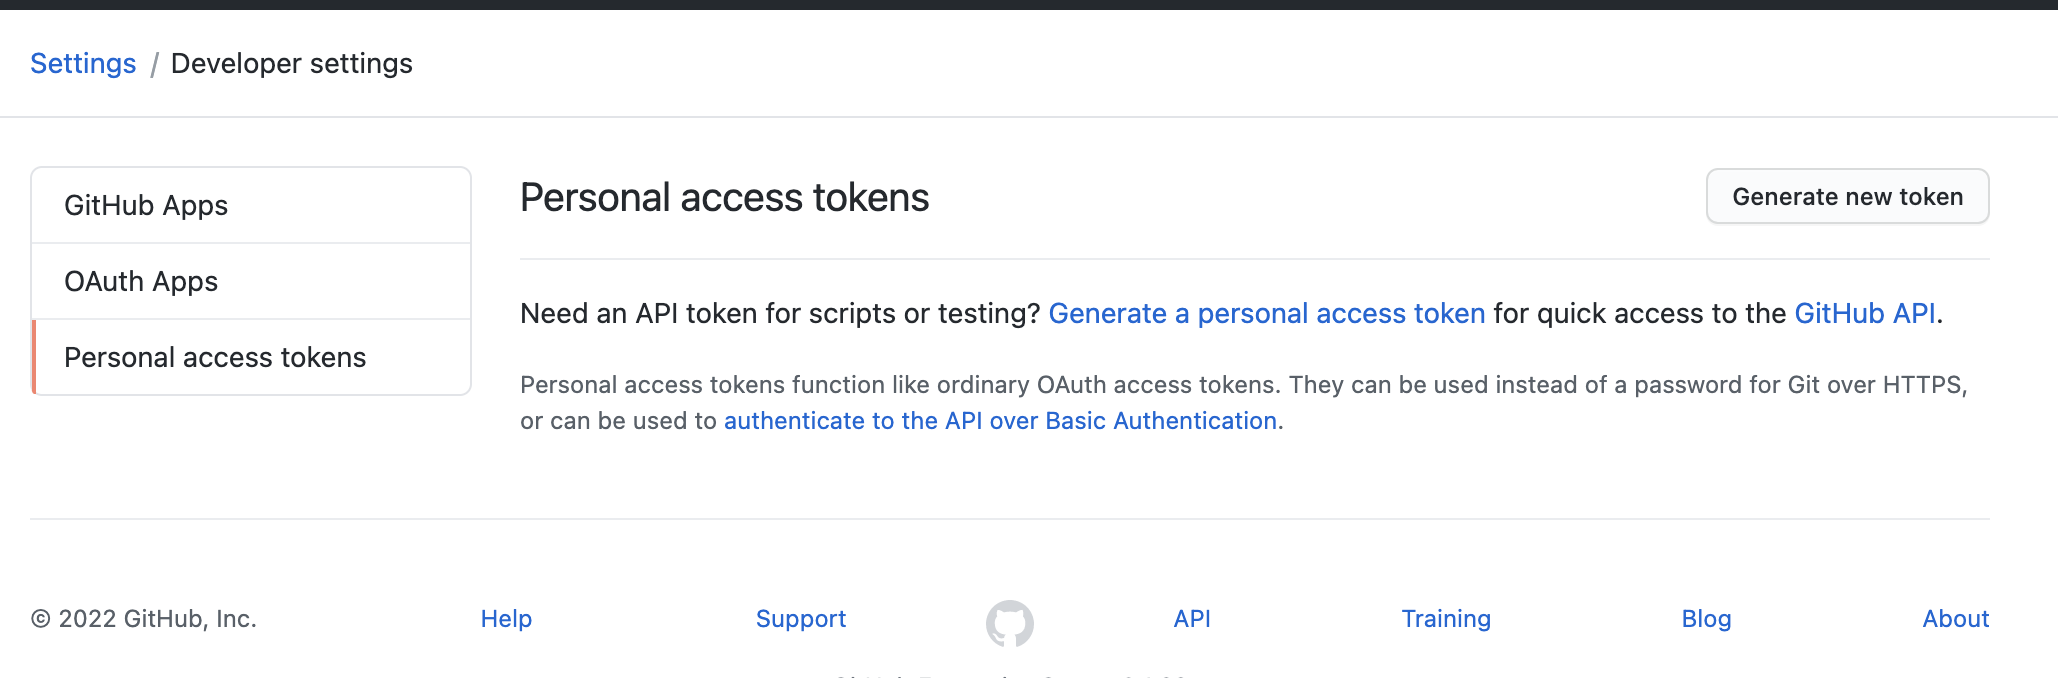 Settings / Developer settings
GitHub Apps
OAuth Apps
Personal access tokens
Personal access tokens
Generate new token
Need an API token for scripts or testing? Generate a personal access token for quick access to the GitHub API.
Personal access tokens function like ordinary OAuth access tokens. They can be used instead of a password for Git over HTTPS,
or can be used to authenticate to the API over Basic Authentication.
© 2022 GitHub, Inc.
Help
Support
API
Training
Blog
About